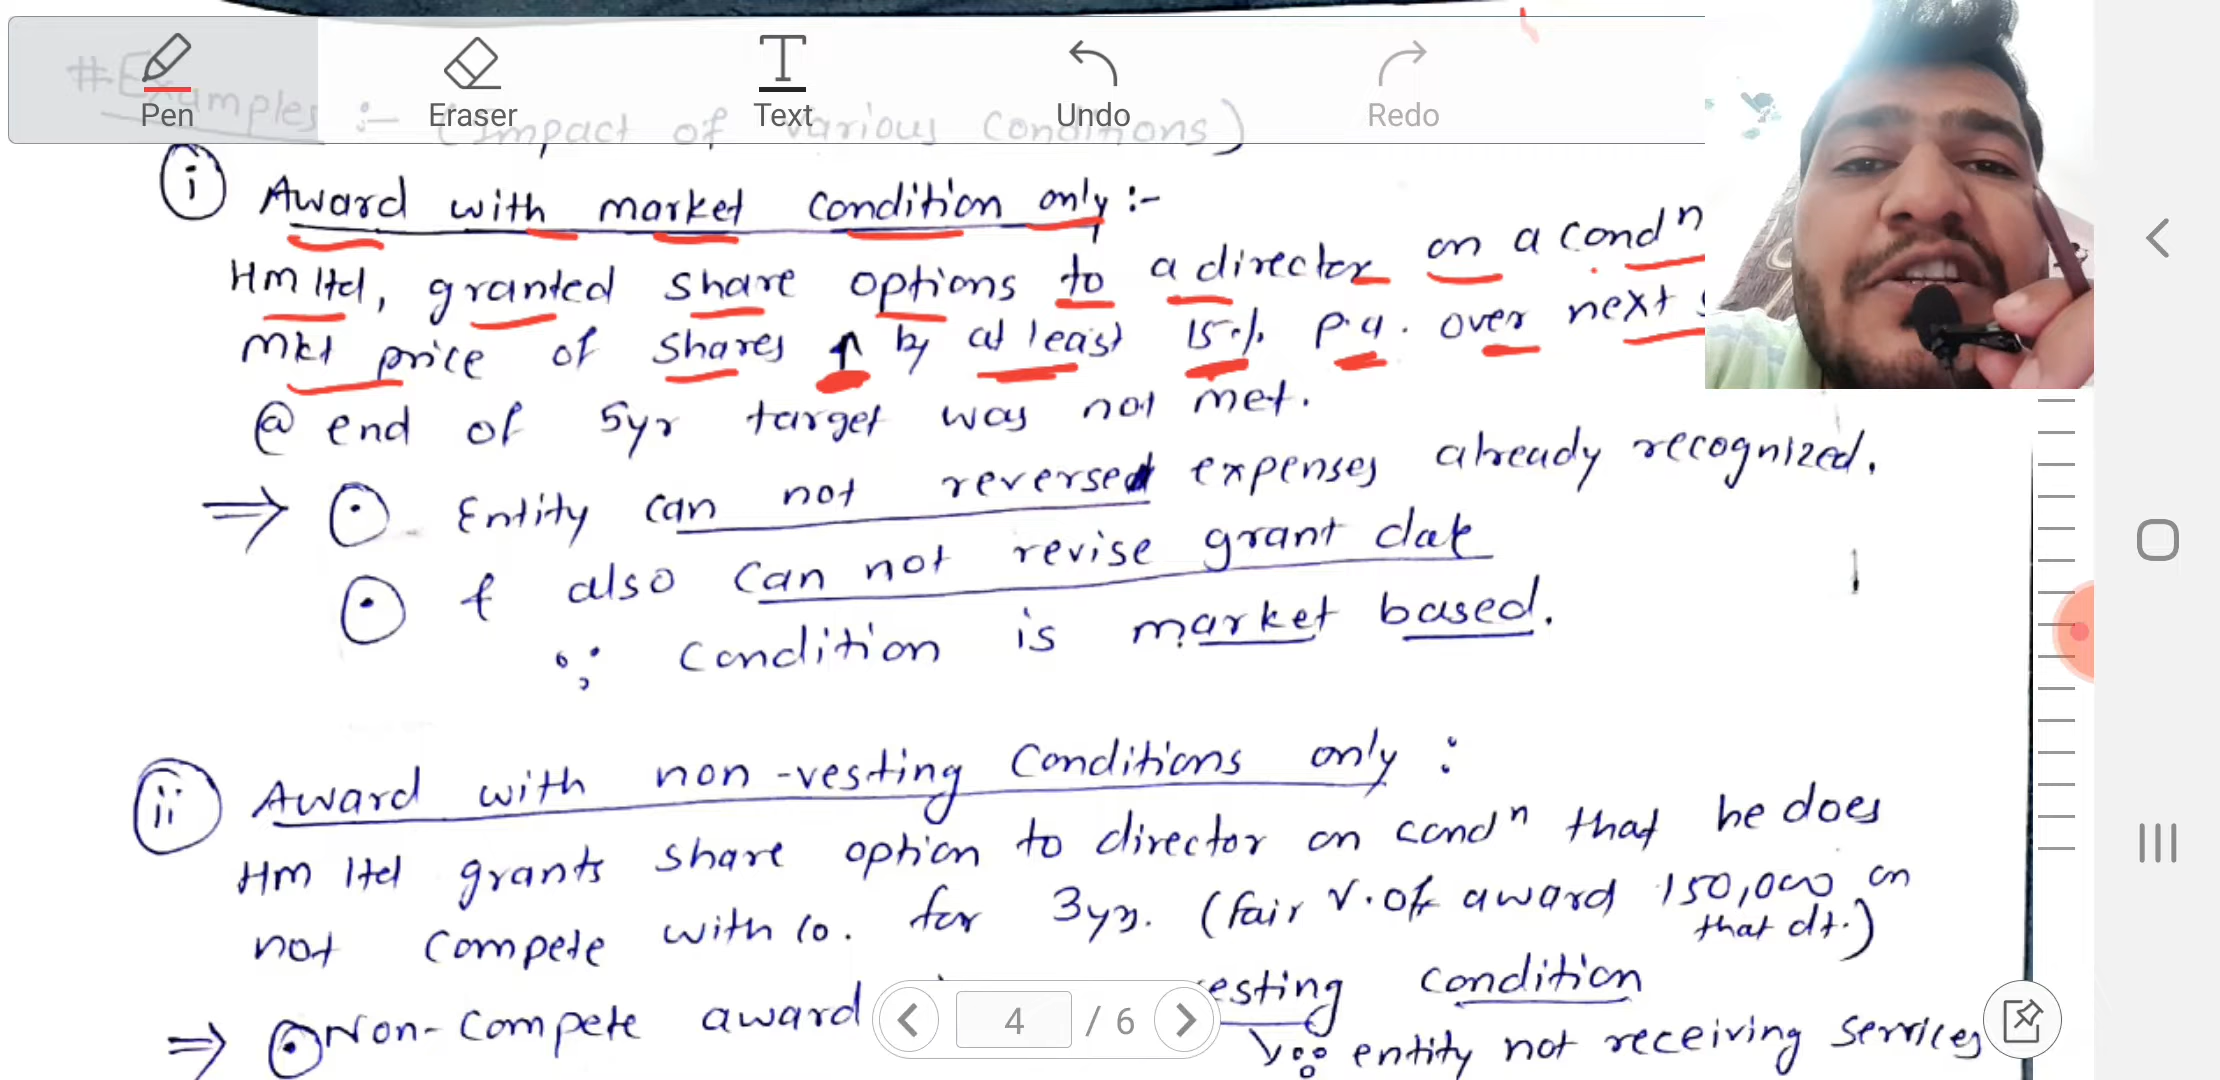 Pen
Eraser
Text
Undo
Redo
# Examples :- (Impact of various Conditions)
i Award with market condition only :-
Hm ltd, granted share options to a director on a condn
mkt price of shares ↑ by at least 15% p.a. over next
@ end of 5yr target was not met.
⇒ Entity can not reversed expenses already recognized.
& also can not revise grant date
∵ condition is market based.
ii Award with non-vesting Conditions only :
Hm ltd grants share option to director on condn that he does
not compete with co. for 3yrs. (fair v. of award 150,000 on
that dt.)
⇒ Non-compete award esting condition
∵ entity not receiving services
4 / 6